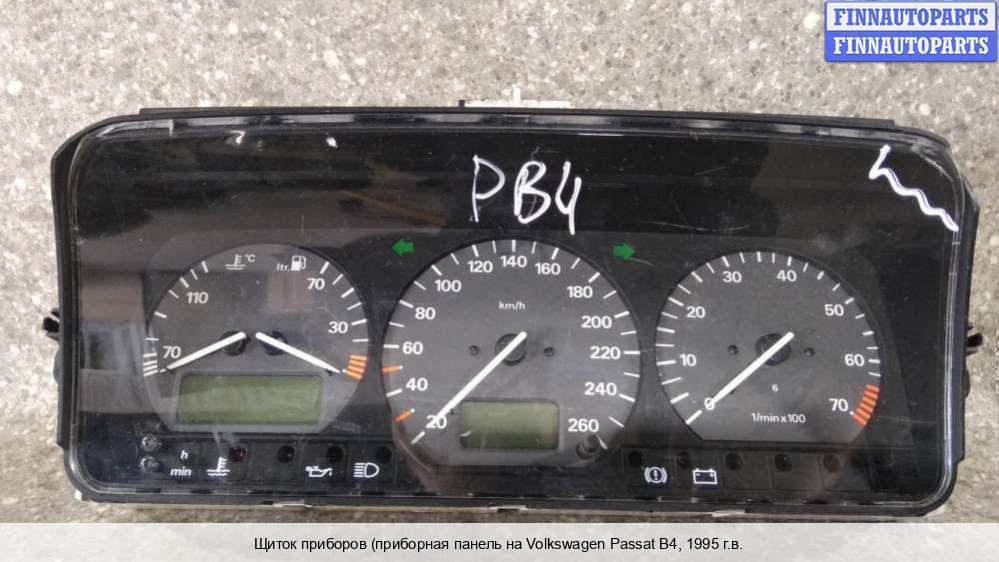 FINNAUTOPARTS
FINNAUTOPARTS
PB4
°C
ltr.
110
70
70
30
km/h
20
40
60
80
100
120
140
160
180
200
220
240
260
0
10
20
30
40
50
60
70
6
1/min x 100
h
min
Щиток приборов (приборная панель на Volkswagen Passat B4, 1995 г.в.